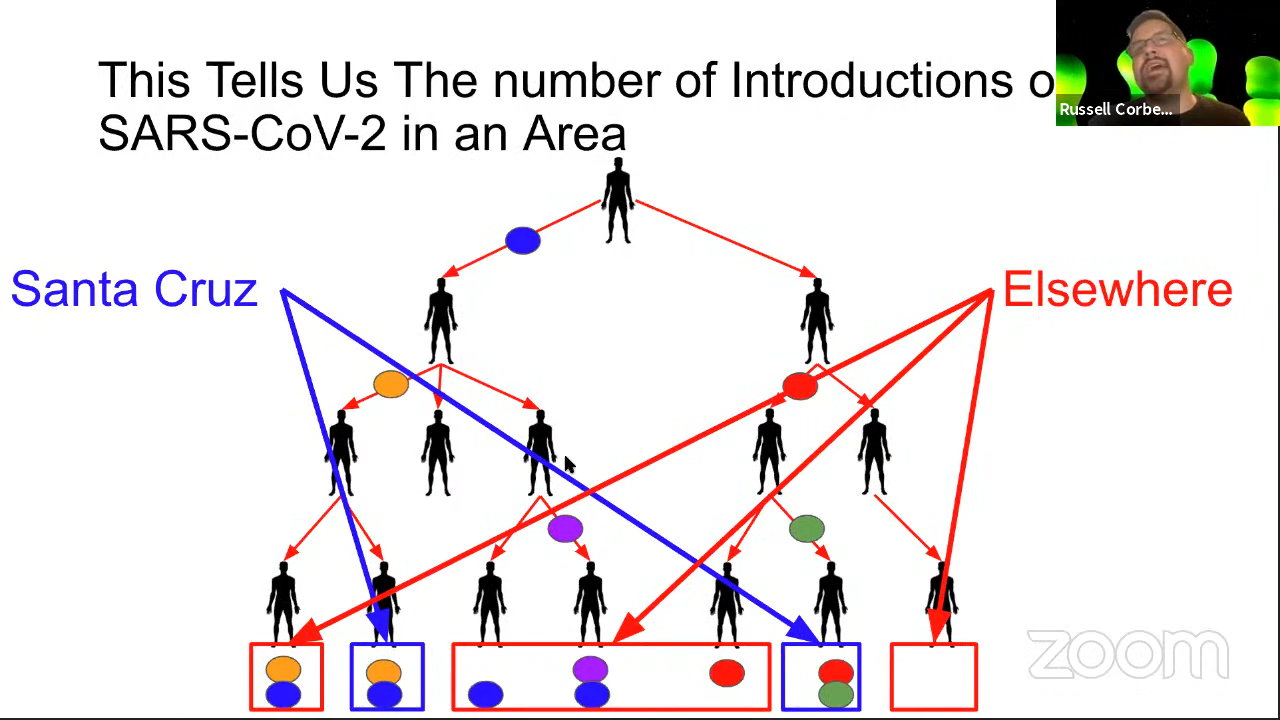 This Tells Us The number of Introductions o
SARS-CoV-2 in an Area
Russell Corbe...
Santa Cruz
Elsewhere
zoom